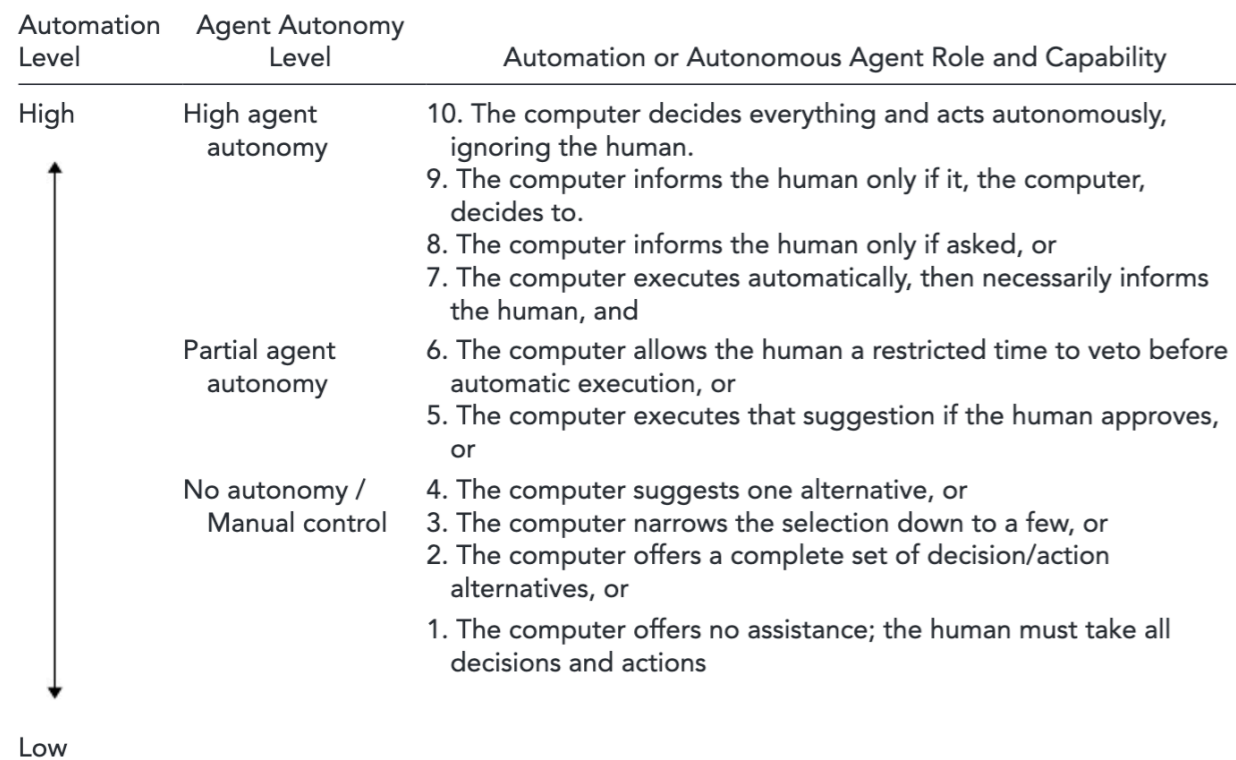 Automation Level
Agent Autonomy Level
Automation or Autonomous Agent Role and Capability
High
High agent autonomy
10. The computer decides everything and acts autonomously,
ignoring the human.
9. The computer informs the human only if it, the computer,
decides to.
8. The computer informs the human only if asked, or
7. The computer executes automatically, then necessarily informs
the human, and
Partial agent autonomy
6. The computer allows the human a restricted time to veto before
automatic execution, or
5. The computer executes that suggestion if the human approves,
or
No autonomy /
Manual control
4. The computer suggests one alternative, or
3. The computer narrows the selection down to a few, or
2. The computer offers a complete set of decision/action
alternatives, or
1. The computer offers no assistance; the human must take all
decisions and actions
Low